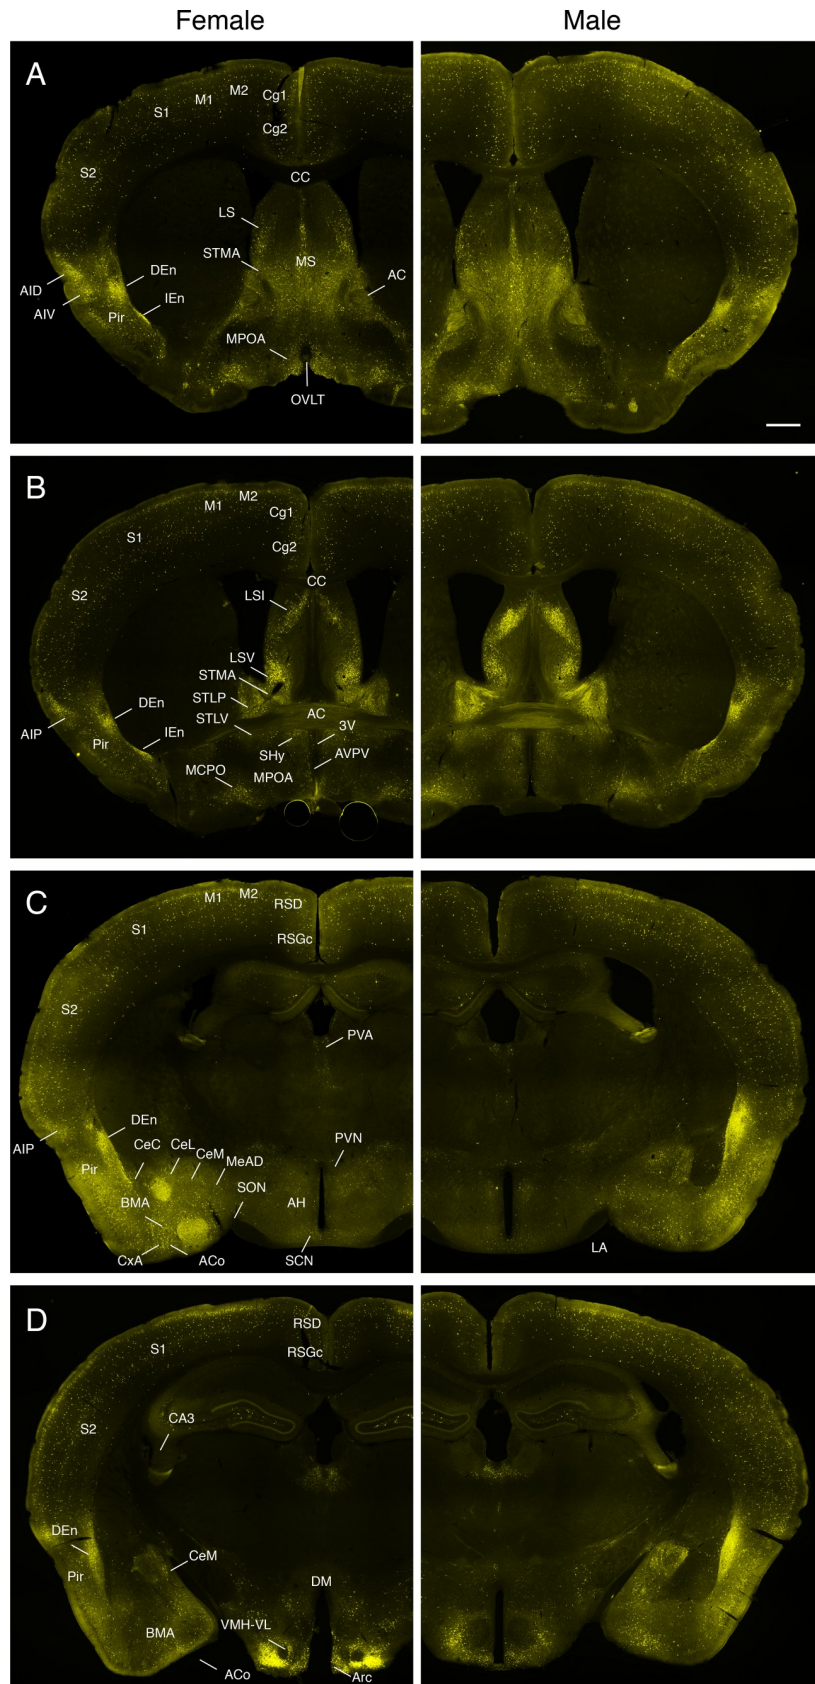 Female Male
A
M2 Cg1
M1
S1
Cg2
S2
CC
LS
STMA
MS
AC
DEn
AID
IEn
AIV
Pir
MPOA
OVLT
B
M2
M1
Cg1
S1
Cg2
CC
S2
LSI
LSV
STMA
STLP
DEn
AC
STLV
3V
AIP
IEn
Pir
SHy
AVPV
MCPO
MPOA
C
M2
M1
RSD
S1
RSGc
S2
PVA
DEn
PVN
AIP
CeC
CeL
CeM
MeAD
Pir
SON
BMA
AH
LA
CxA
ACo
SCN
D
RSD
S1
RSGc
CA3
S2
DEn
CeM
Pir
DM
VMH-VL
BMA
ACo
Arc